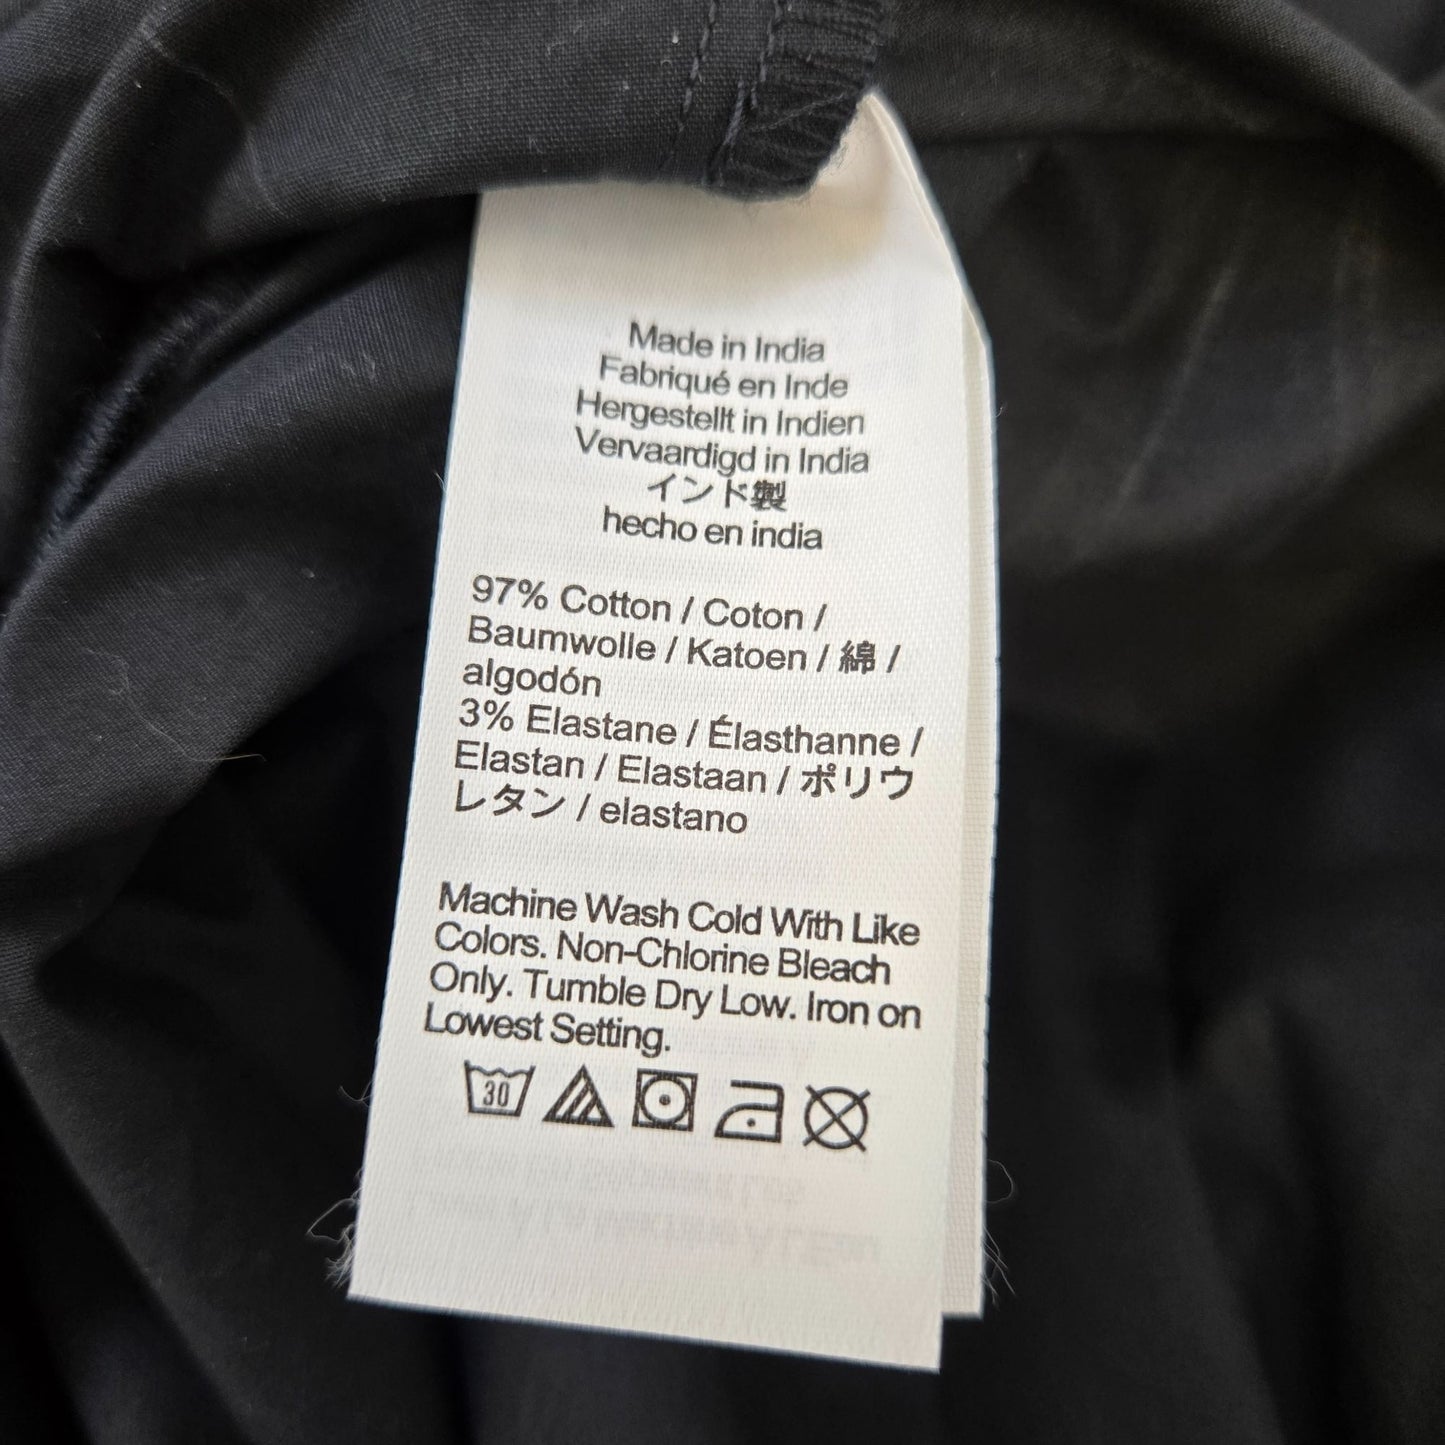 Made in India
Fabriqué en Inde
Hergestellt in Indien
Vervaardigd in India
インド製
hecho en india
97% Cotton / Coton /
Baumwolle / Katoen / 綿 /
algodón
3% Elastane / Élasthanne /
Elastan / Elastaan / ポリウ
レタン / elastano
Machine Wash Cold With Like
Colors. Non-Chlorine Bleach
Only. Tumble Dry Low. Iron on
Lowest Setting.
30